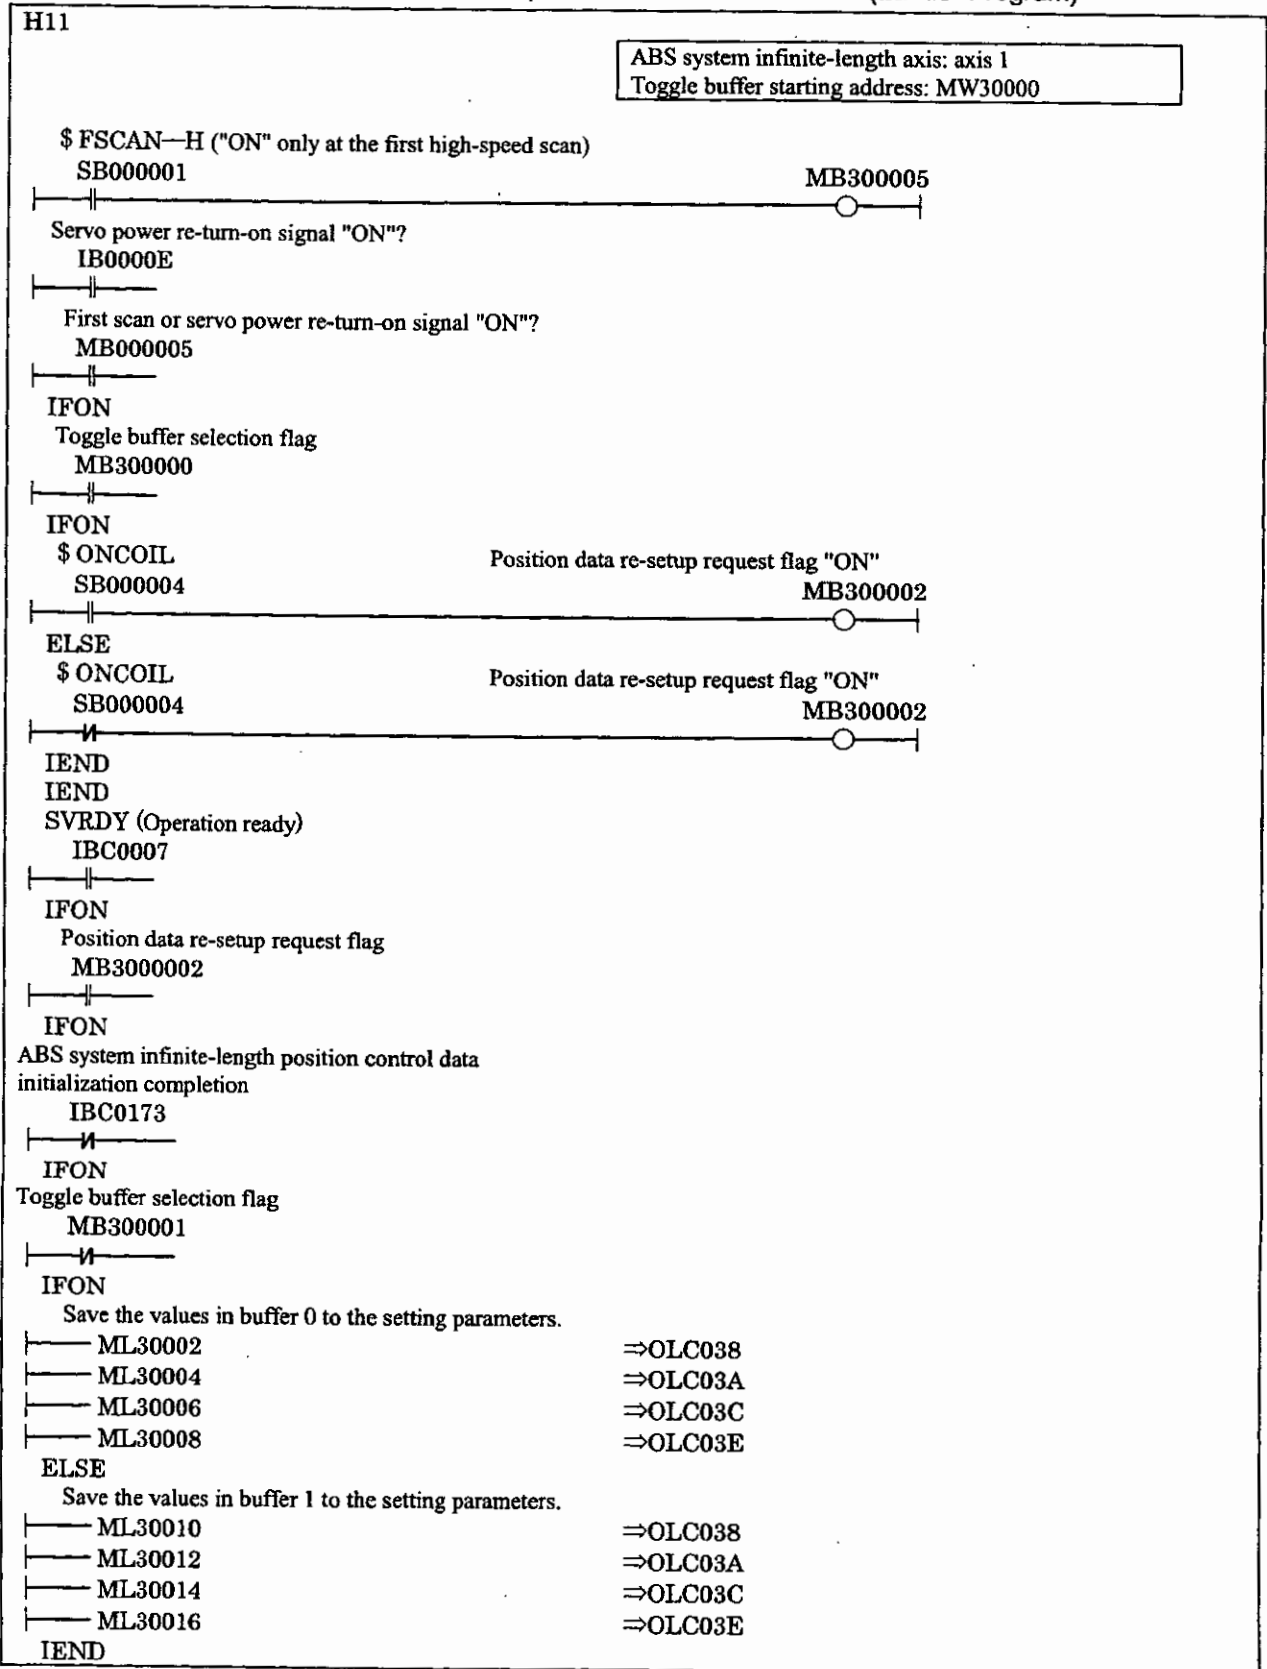 H11
ABS system infinite-length axis: axis 1
Toggle buffer starting address: MW30000
$ FSCAN—H ("ON" only at the first high-speed scan)
SB000001 MB300005
Servo power re-turn-on signal "ON"?
IB0000E
First scan or servo power re-turn-on signal "ON"?
MB000005
IFON
Toggle buffer selection flag
MB300000
IFON
$ ONCOIL Position data re-setup request flag "ON"
SB000004 MB300002
ELSE
$ ONCOIL Position data re-setup request flag "ON"
SB000004 MB300002
IEND
IEND
SVRDY (Operation ready)
IBC0007
IFON
Position data re-setup request flag
MB3000002
IFON
ABS system infinite-length position control data
initialization completion
IBC0173
IFON
Toggle buffer selection flag
MB300001
IFON
Save the values in buffer 0 to the setting parameters.
ML30002 ⇒OLC038
ML30004 ⇒OLC03A
ML30006 ⇒OLC03C
ML30008 ⇒OLC03E
ELSE
Save the values in buffer 1 to the setting parameters.
ML30010 ⇒OLC038
ML30012 ⇒OLC03A
ML30014 ⇒OLC03C
ML30016 ⇒OLC03E
IEND